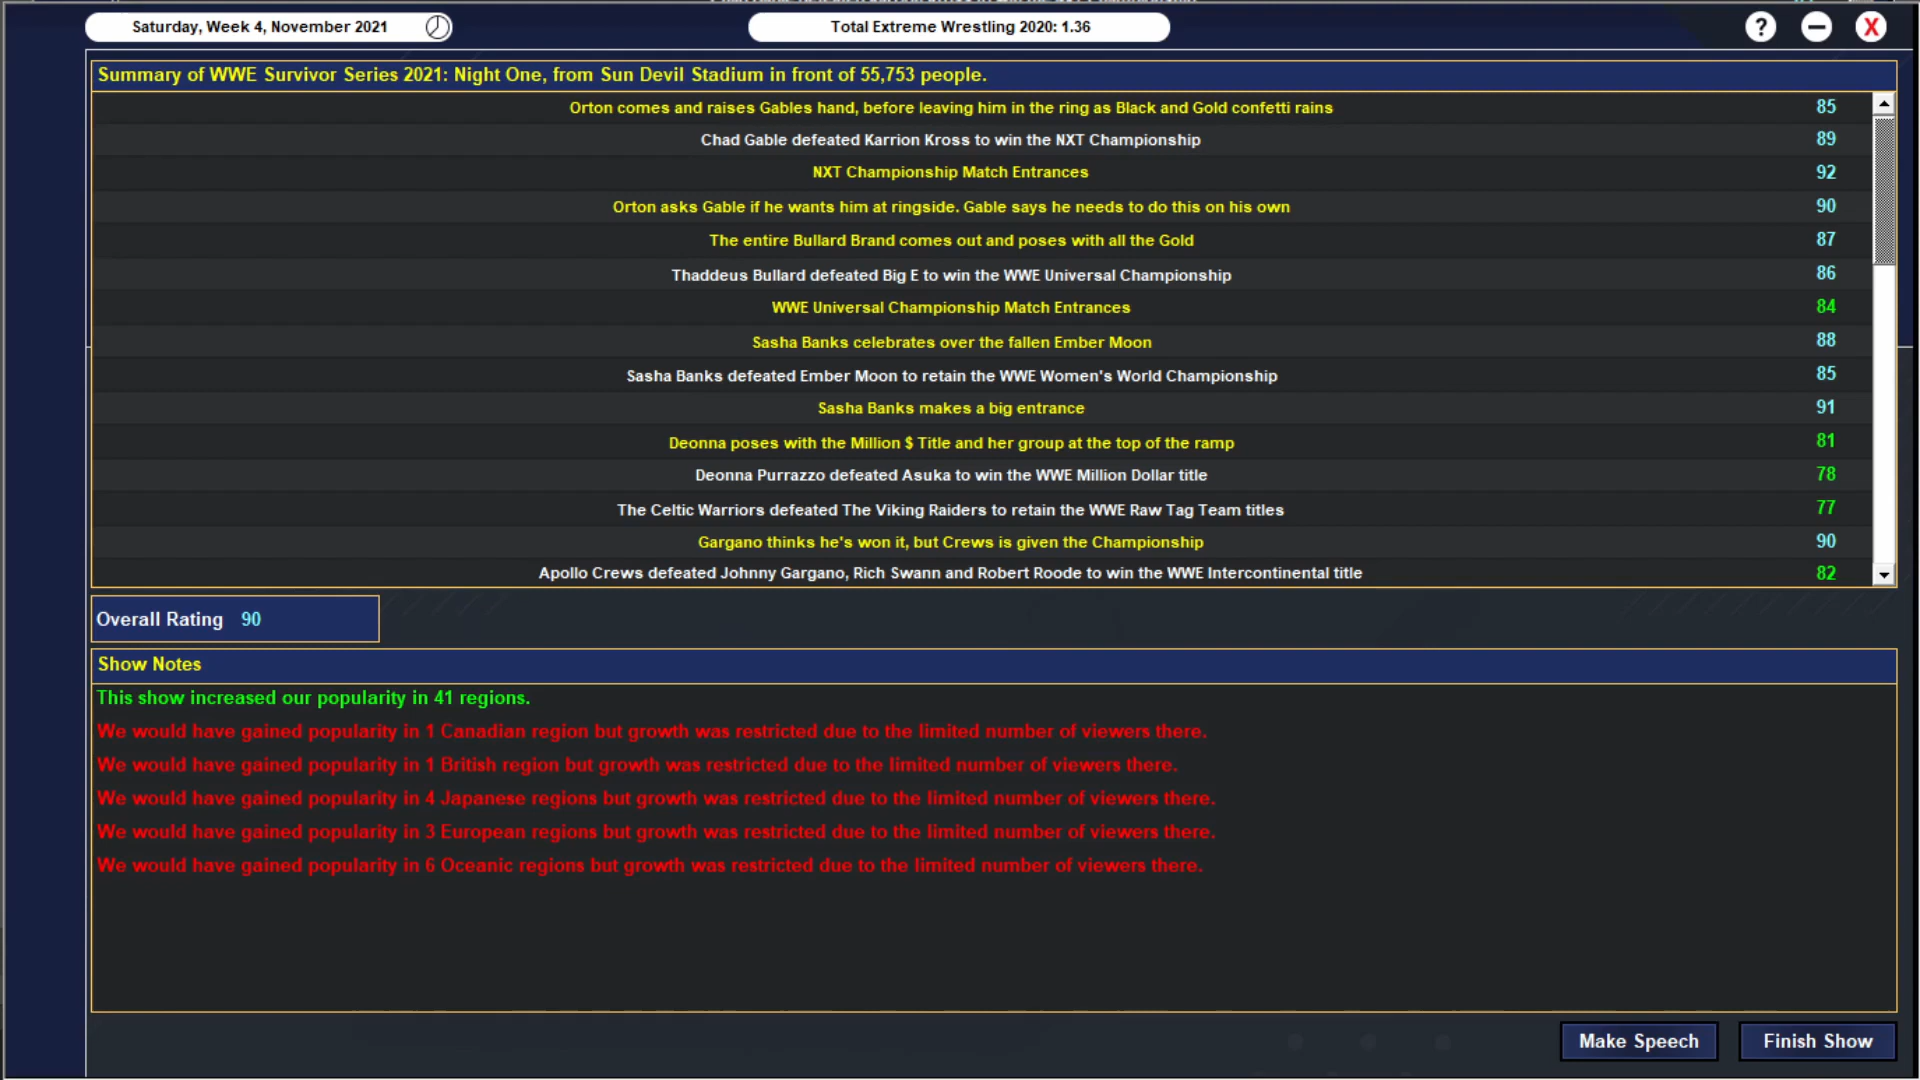 Saturday, Week 4, November 2021
Total Extreme Wrestling 2020: 1.36
?
X
Summary of WWE Survivor Series 2021: Night One, from Sun Devil Stadium in front of 55,753 people.
Orton comes and raises Gables hand, before leaving him in the ring as Black and Gold confetti rains 85
Chad Gable defeated Karrion Kross to win the NXT Championship 89
NXT Championship Match Entrances 92
Orton asks Gable if he wants him at ringside. Gable says he needs to do this on his own 90
The entire Bullard Brand comes out and poses with all the Gold 87
Thaddeus Bullard defeated Big E to win the WWE Universal Championship 86
WWE Universal Championship Match Entrances 84
Sasha Banks celebrates over the fallen Ember Moon 88
Sasha Banks defeated Ember Moon to retain the WWE Women's World Championship 85
Sasha Banks makes a big entrance 91
Deonna poses with the Million $ Title and her group at the top of the ramp 81
Deonna Purrazzo defeated Asuka to win the WWE Million Dollar title 78
The Celtic Warriors defeated The Viking Raiders to retain the WWE Raw Tag Team titles 77
Gargano thinks he's won it, but Crews is given the Championship 90
Apollo Crews defeated Johnny Gargano, Rich Swann and Robert Roode to win the WWE Intercontinental title 82
Overall Rating 90
Show Notes
This show increased our popularity in 41 regions.
We would have gained popularity in 1 Canadian region but growth was restricted due to the limited number of viewers there.
We would have gained popularity in 1 British region but growth was restricted due to the limited number of viewers there.
We would have gained popularity in 4 Japanese regions but growth was restricted due to the limited number of viewers there.
We would have gained popularity in 3 European regions but growth was restricted due to the limited number of viewers there.
We would have gained popularity in 6 Oceanic regions but growth was restricted due to the limited number of viewers there.
Make Speech
Finish Show